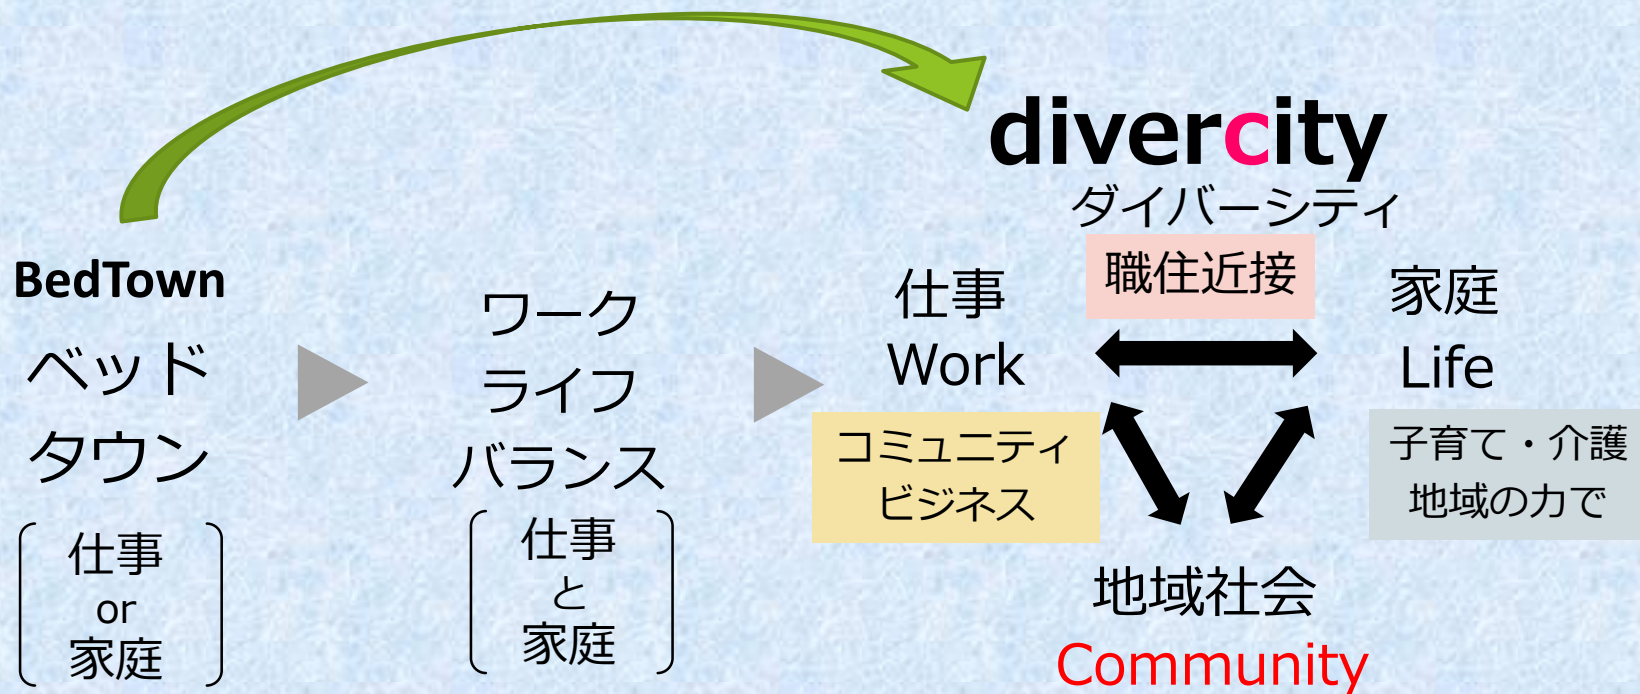 divercity
ダイバーシティ
BedTown
ベッド
タウン
仕事
or
家庭
ワーク
ライフ
バランス
仕事
と
家庭
仕事
Work
コミュニティ
ビジネス
職住近接
家庭
Life
子育て・介護
地域の力で
地域社会
Community